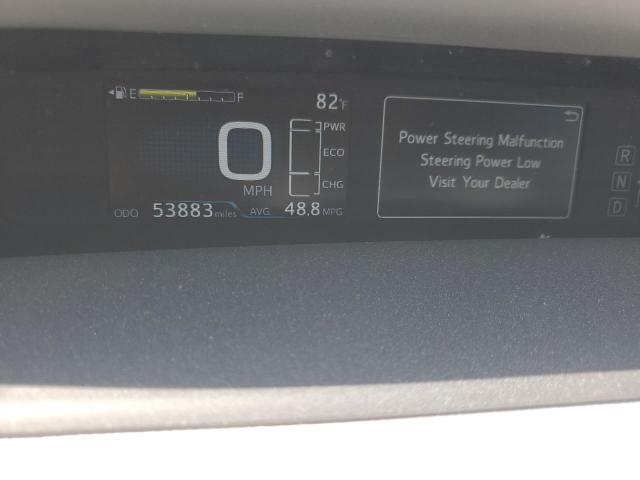 E F
82°F
PWR
0
ECO
MPH
CHG
ODO 53883 miles AVG. 48.8 MPG
Power Steering Malfunction
Steering Power Low
Visit Your Dealer
R
N
D